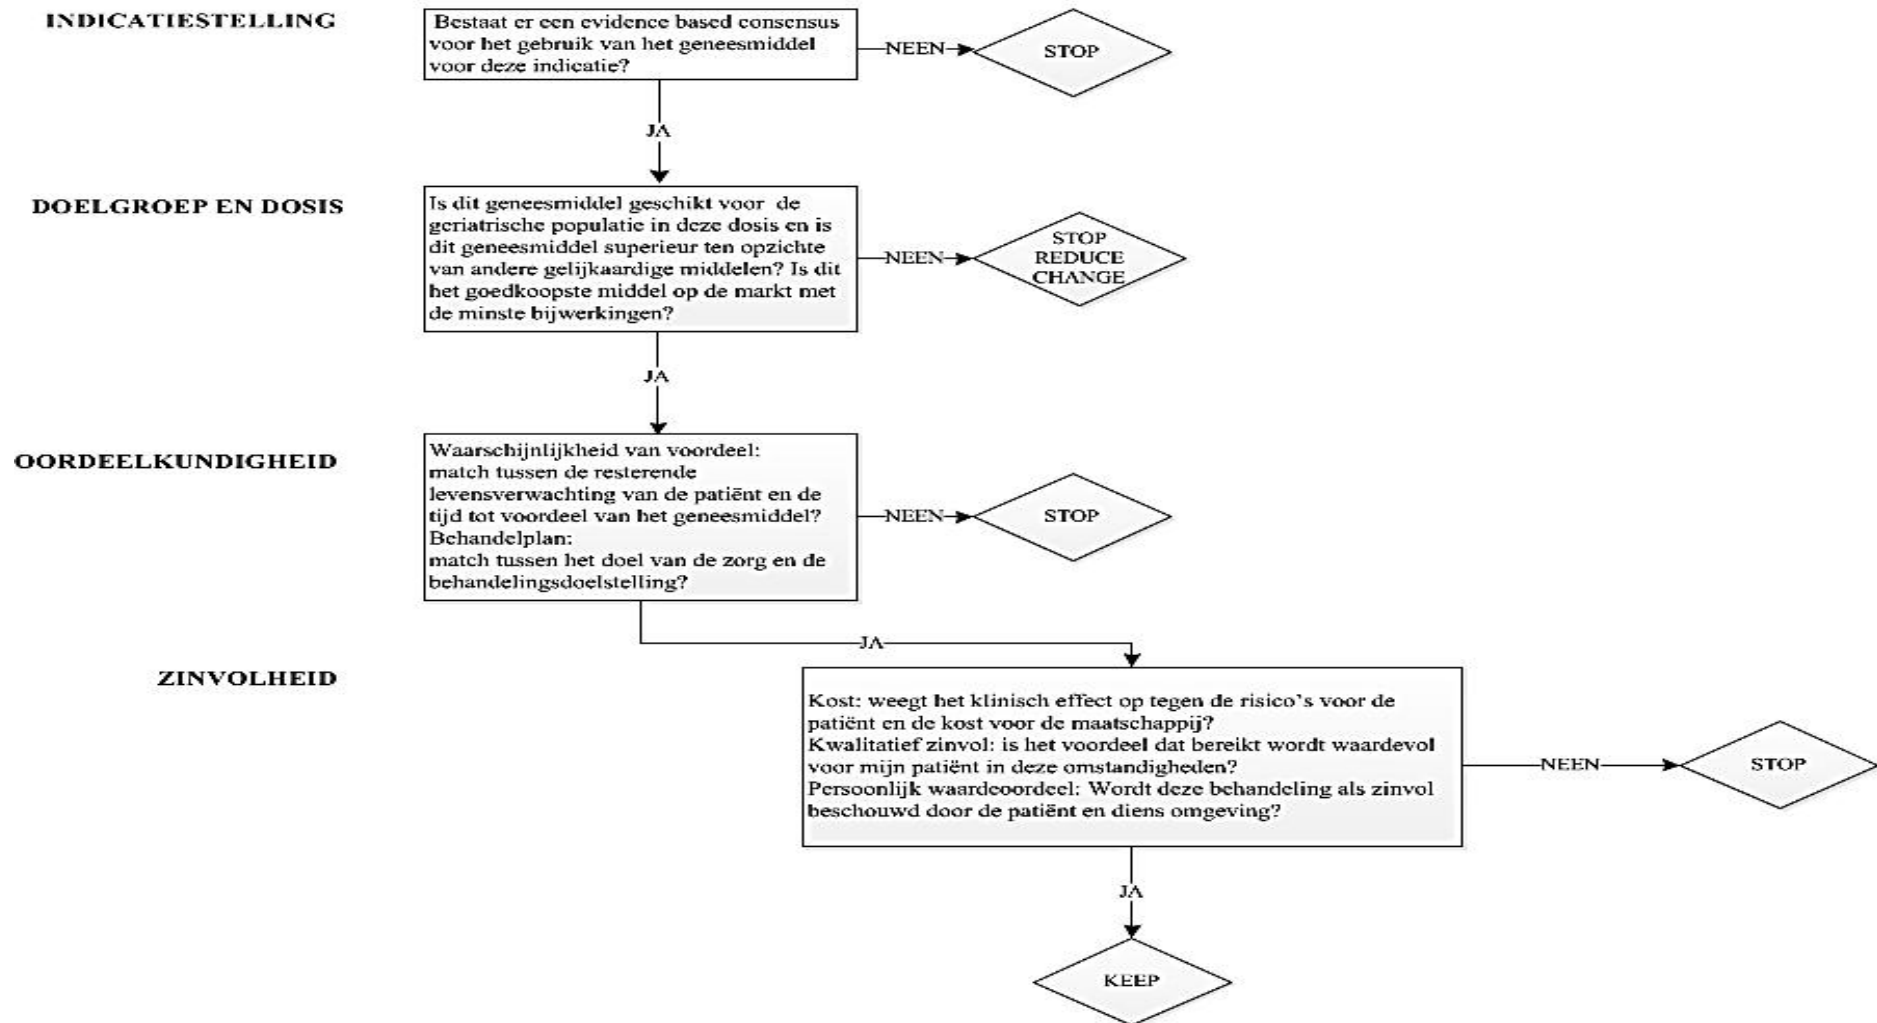 INDICATIESTELLING
Bestaat er een evidence based consensus
voor het gebruik van het geneesmiddel
voor deze indicatie?
NEEN
STOP
JA
DOELGROEP EN DOSIS
Is dit geneesmiddel geschikt voor de
geriatrische populatie in deze dosis en is
dit geneesmiddel superieur ten opzichte
van andere gelijkaardige middelen? Is dit
het goedkoopste middel op de markt met
de minste bijwerkingen?
NEEN
STOP
REDUCE
CHANGE
JA
OORDEELKUNDIGHEID
Waarschijnlijkheid van voordeel:
match tussen de resterende
levensverwachting van de patiënt en de
tijd tot voordeel van het geneesmiddel?
Behandelplan:
match tussen het doel van de zorg en de
behandelingsdoelstelling?
NEEN
STOP
JA
ZINVOLHEID
Kost: weegt het klinisch effect op tegen de risico's voor de
patiënt en de kost voor de maatschappij?
Kwalitatief zinvol: is het voordeel dat bereikt wordt waardevol
voor mijn patiënt in deze omstandigheden?
Persoonlijk waardeoordeel: Wordt deze behandeling als zinvol
beschouwd door de patiënt en diens omgeving?
NEEN
STOP
JA
KEEP